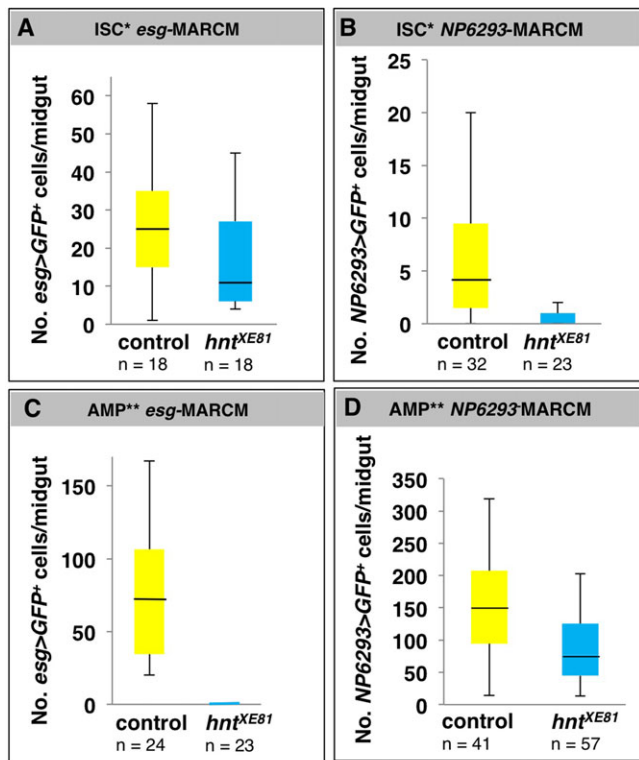 A ISC* esg-MARCM
No. esg>GFP+ cells/midgut
60
50
40
30
20
10
0
control hntXE81
n = 18 n = 18
B ISC* NP6293-MARCM
No. NP6293>GFP+ cells/midgut
25
20
15
10
5
0
control hntXE81
n = 32 n = 23
C AMP** esg-MARCM
No. esg>GFP+ cells/midgut
150
100
50
0
control hntXE81
n = 24 n = 23
D AMP** NP6293-MARCM
No. NP6293>GFP+ cells/midgut
350
300
250
200
150
100
50
0
control hntXE81
n = 41 n = 57